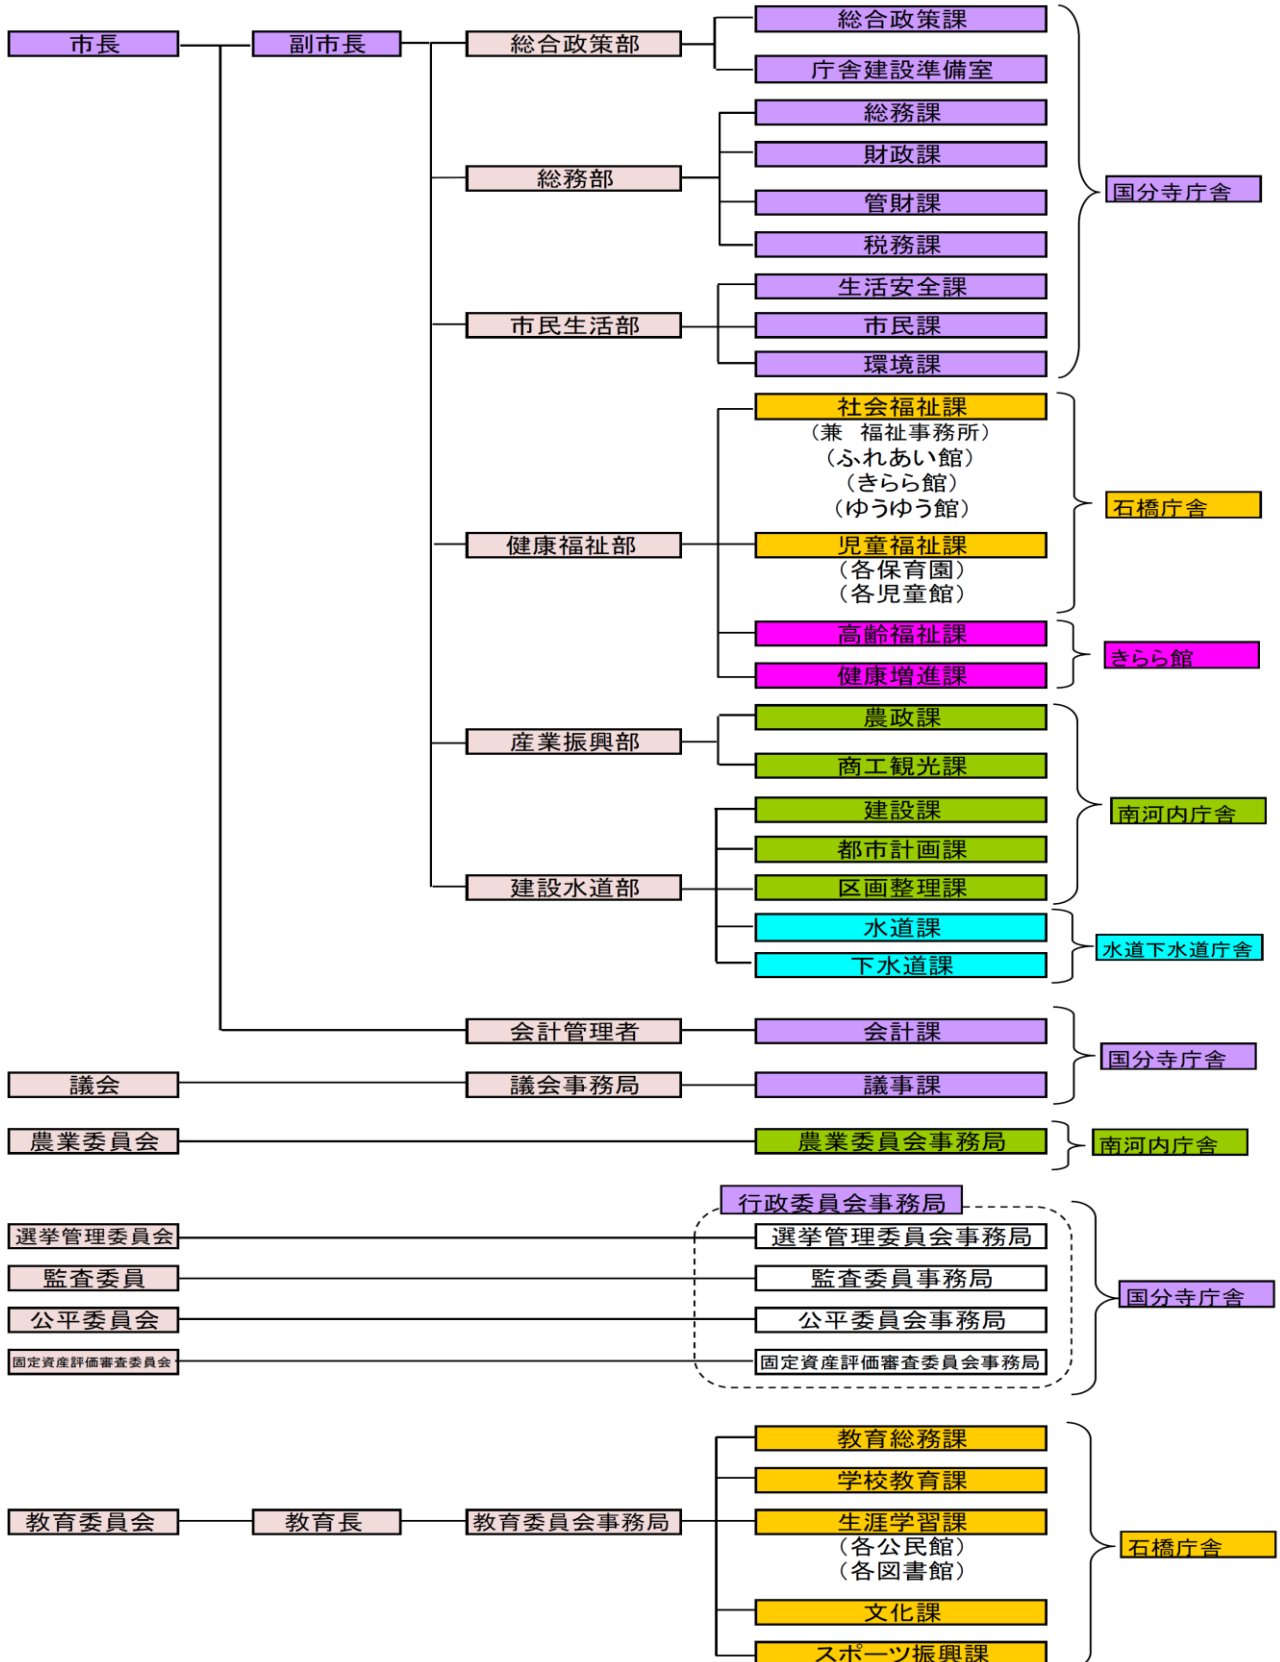 総合政策課
市長
副市長
総合政策部
庁舎建設準備室
総務課
財政課
総務部
国分寺庁舎
管財課
税務課
生活安全課
市民生活部
市民課
環境課
社会福祉課
（兼　福祉事務所）
（ふれあい館）
（きらら館）
（ゆうゆう館）
石橋庁舎
健康福祉部
児童福祉課
（各保育園）
（各児童館）
高齢福祉課
きらら館
健康増進課
農政課
産業振興部
商工観光課
建設課
南河内庁舎
都市計画課
建設水道部
区画整理課
水道課
水道下水道庁舎
下水道課
会計管理者
会計課
国分寺庁舎
議会
議会事務局
議事課
農業委員会
農業委員会事務局
南河内庁舎
行政委員会事務局
選挙管理委員会
選挙管理委員会事務局
監査委員
監査委員事務局
国分寺庁舎
公平委員会
公平委員会事務局
固定資産評価審査委員会
固定資産評価審査委員会事務局
教育総務課
学校教育課
教育委員会
教育長
教育委員会事務局
生涯学習課
（各公民館）
（各図書館）
石橋庁舎
文化課
スポーツ振興課